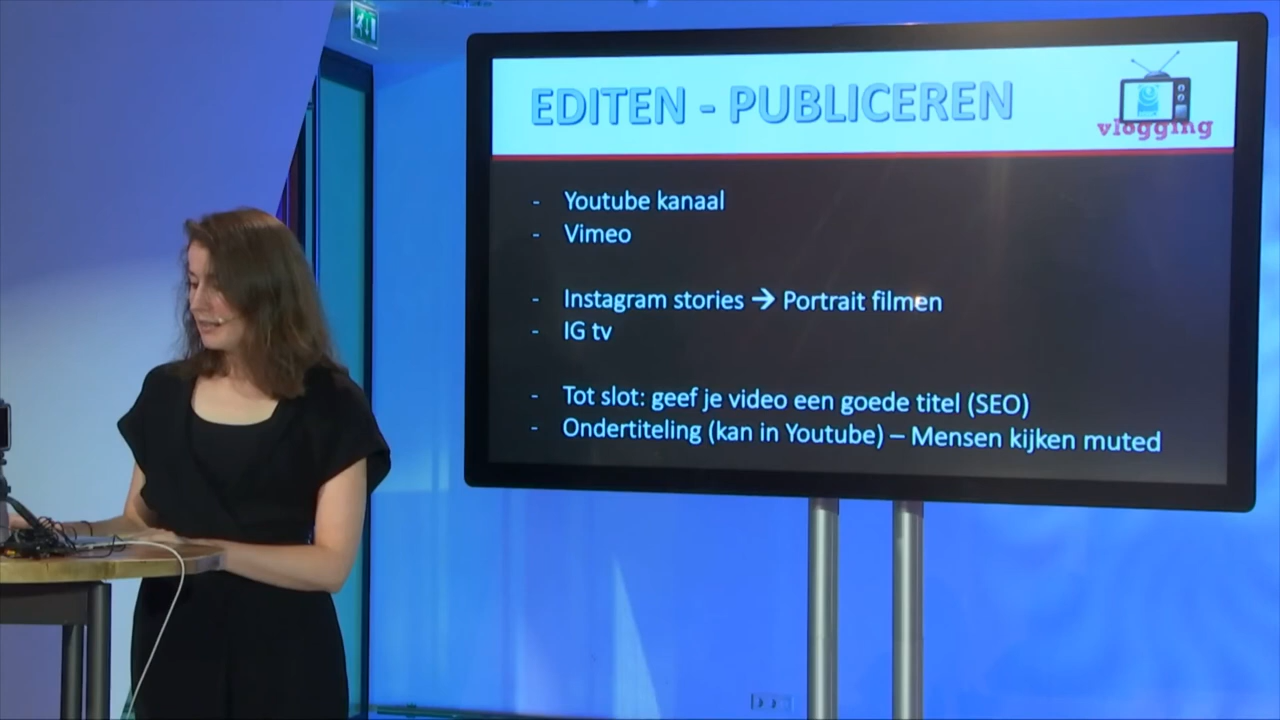 EDITEN - PUBLICEREN
vlogging
- Youtube kanaal
- Vimeo
- Instagram stories → Portrait filmen
- IG tv
- Tot slot: geef je video een goede titel (SEO)
- Ondertiteling (kan in Youtube) – Mensen kijken muted